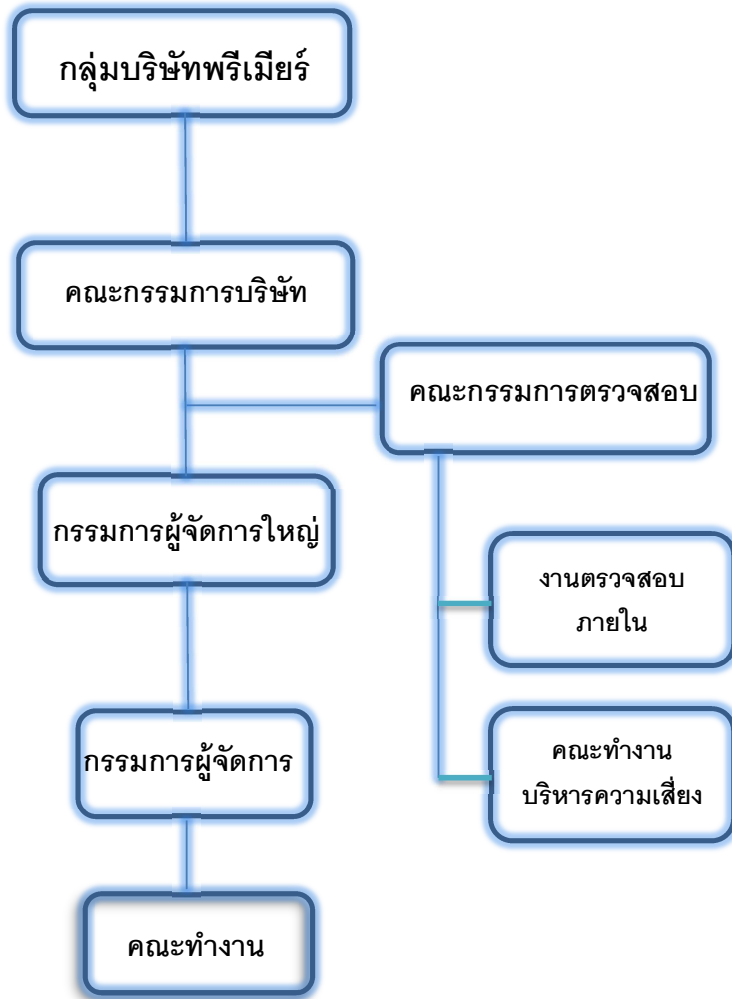 กลุ่มบริษัทพรีเมียร์
คณะกรรมการบริษัท
คณะกรรมการตรวจสอบ
กรรมการผู้จัดการใหญ่
งานตรวจสอบ
ภายใน
กรรมการผู้จัดการ
คณะทำงาน
บริหารความเสี่ยง
คณะทำงาน